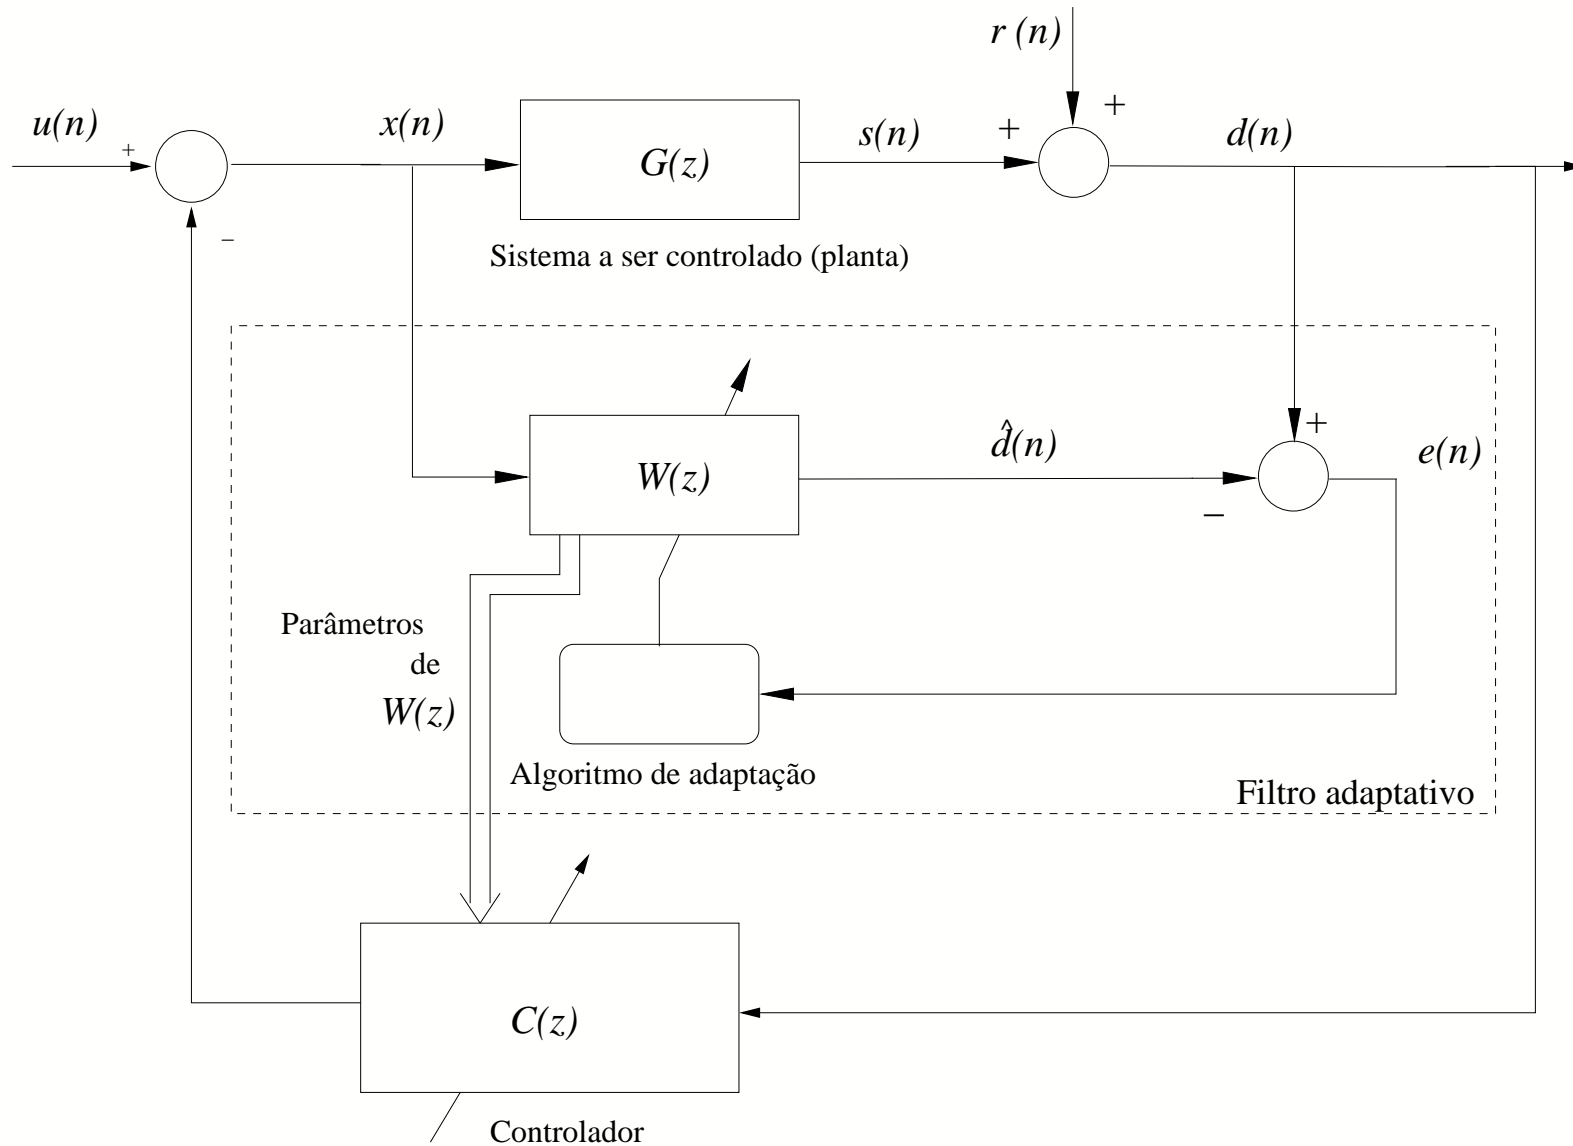 r (n)
u(n)
+
x(n)
G(z)
s(n)
+
+
d(n)
−
Sistema a ser controlado (planta)
W(z)
d̂(n)
+
−
e(n)
Parâmetros
de
W(z)
Algoritmo de adaptação
Filtro adaptativo
C(z)
Controlador